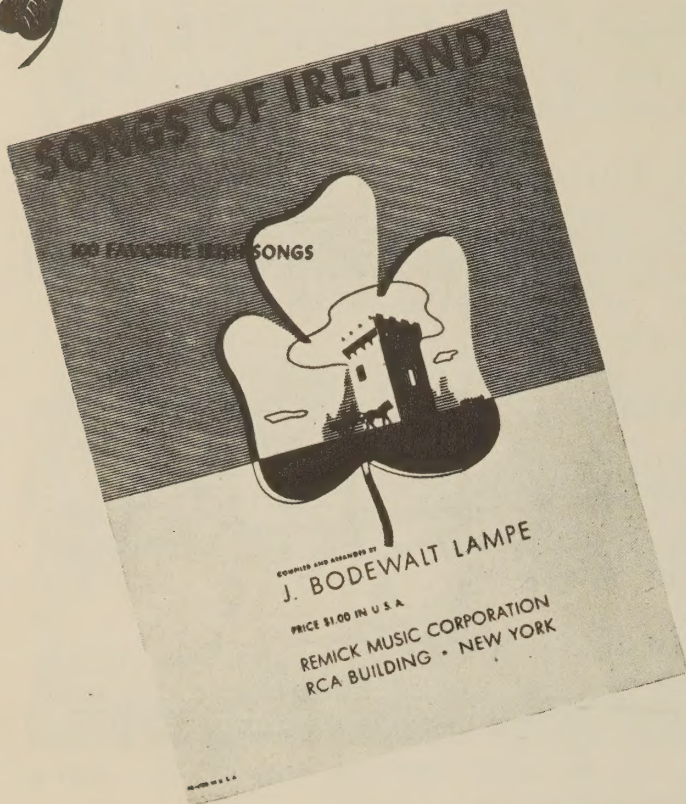 SONGS OF IRELAND
100 FAVORITE IRISH SONGS
COMPILED AND ARRANGED BY
J. BODEWALT LAMPE
PRICE $1.00 IN U S A
REMICK MUSIC CORPORATION
RCA BUILDING • NEW YORK
IN U S A